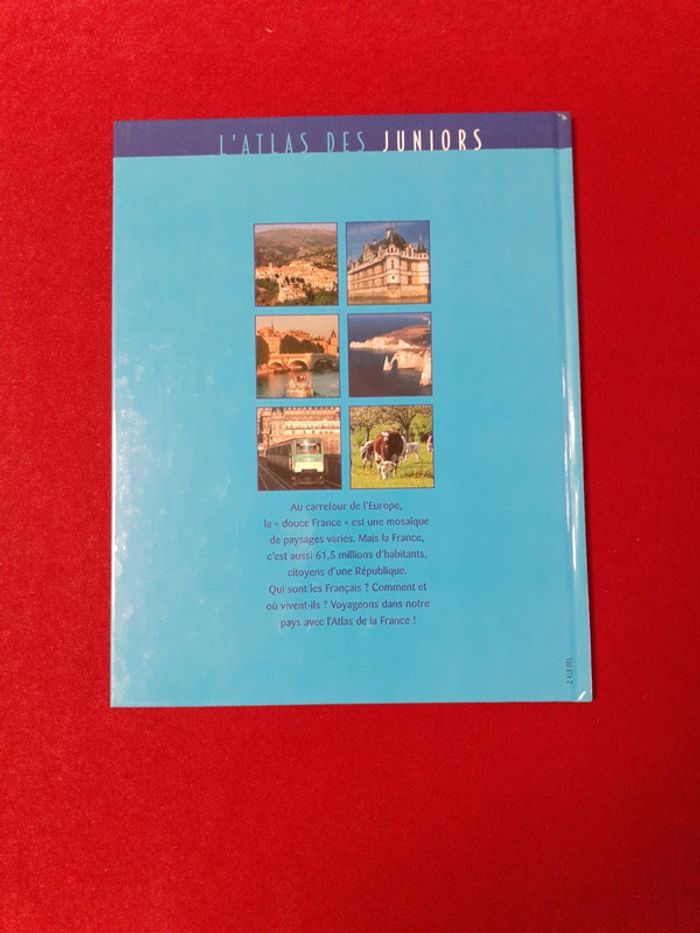 L'ATLAS DES JUNIORS
Au carrefour de l'Europe,
la « douce France » est une mosaïque
de paysages variés. Mais la France,
c'est aussi 61,5 millions d'habitants,
citoyens d'une République.
Qui sont les Français ? Comment et
où vivent-ils ? Voyageons dans notre
pays avec l'Atlas de la France !